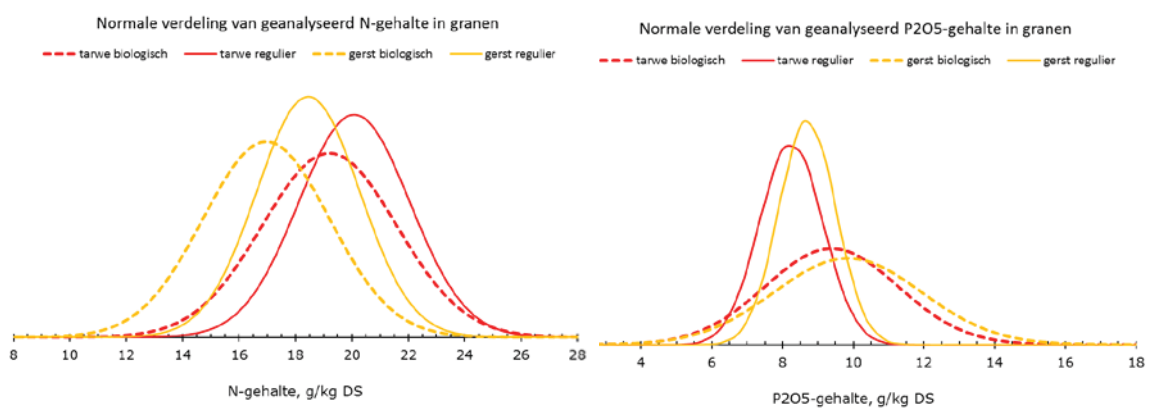 Normale verdeling van geanalyseerd N-gehalte in granen
tarwe biologisch tarwe regulier gerst biologisch gerst regulier
8 10 12 14 16 18 20 22 24 26 28
N-gehalte, g/kg DS
Normale verdeling van geanalyseerd P2O5-gehalte in granen
tarwe biologisch tarwe regulier gerst biologisch gerst regulier
4 6 8 10 12 14 16 18
P2O5-gehalte, g/kg DS